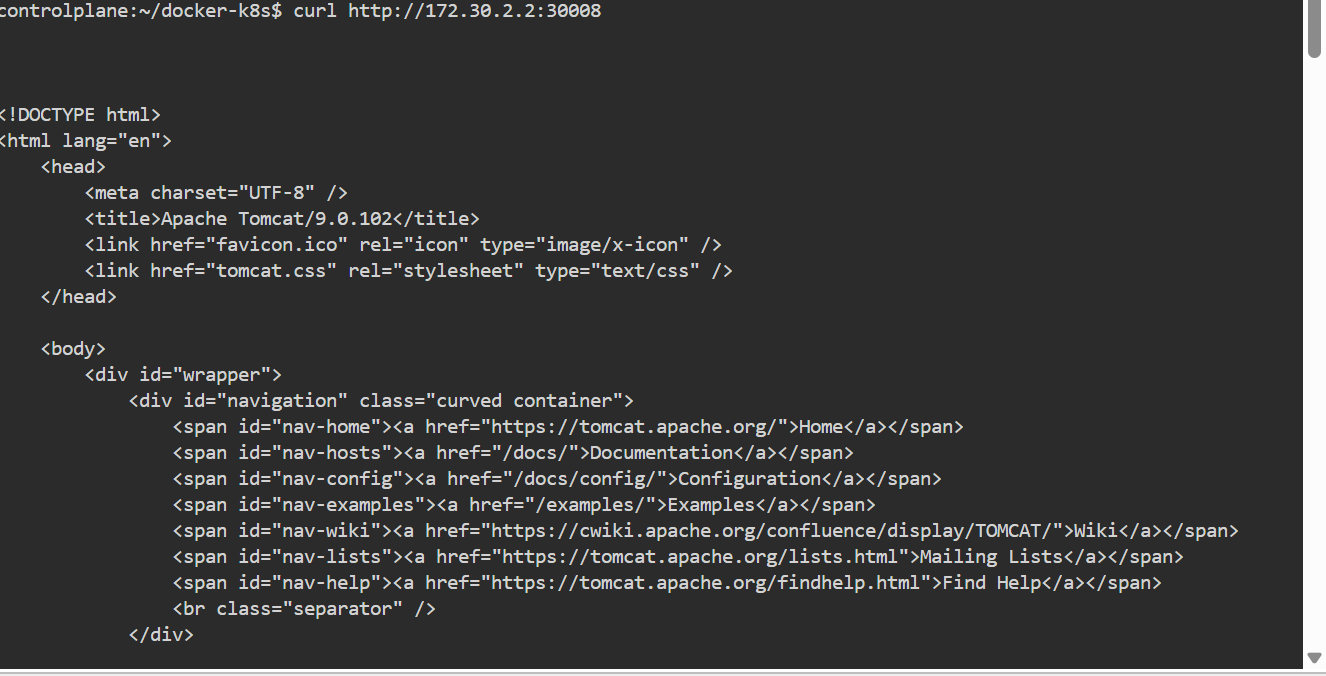 controlplane:~/docker-k8s$ curl http://172.30.2.2:30008
<!DOCTYPE html>
<html lang="en">
    <head>
        <meta charset="UTF-8" />
        <title>Apache Tomcat/9.0.102</title>
        <link href="favicon.ico" rel="icon" type="image/x-icon" />
        <link href="tomcat.css" rel="stylesheet" type="text/css" />
    </head>
    <body>
        <div id="wrapper">
            <div id="navigation" class="curved container">
                <span id="nav-home"><a href="https://tomcat.apache.org/">Home</a></span>
                <span id="nav-hosts"><a href="/docs/">Documentation</a></span>
                <span id="nav-config"><a href="/docs/config/">Configuration</a></span>
                <span id="nav-examples"><a href="/examples/">Examples</a></span>
                <span id="nav-wiki"><a href="https://cwiki.apache.org/confluence/display/TOMCAT/">Wiki</a></span>
                <span id="nav-lists"><a href="https://tomcat.apache.org/lists.html">Mailing Lists</a></span>
                <span id="nav-help"><a href="https://tomcat.apache.org/findhelp.html">Find Help</a></span>
                <br class="separator" />
            </div>